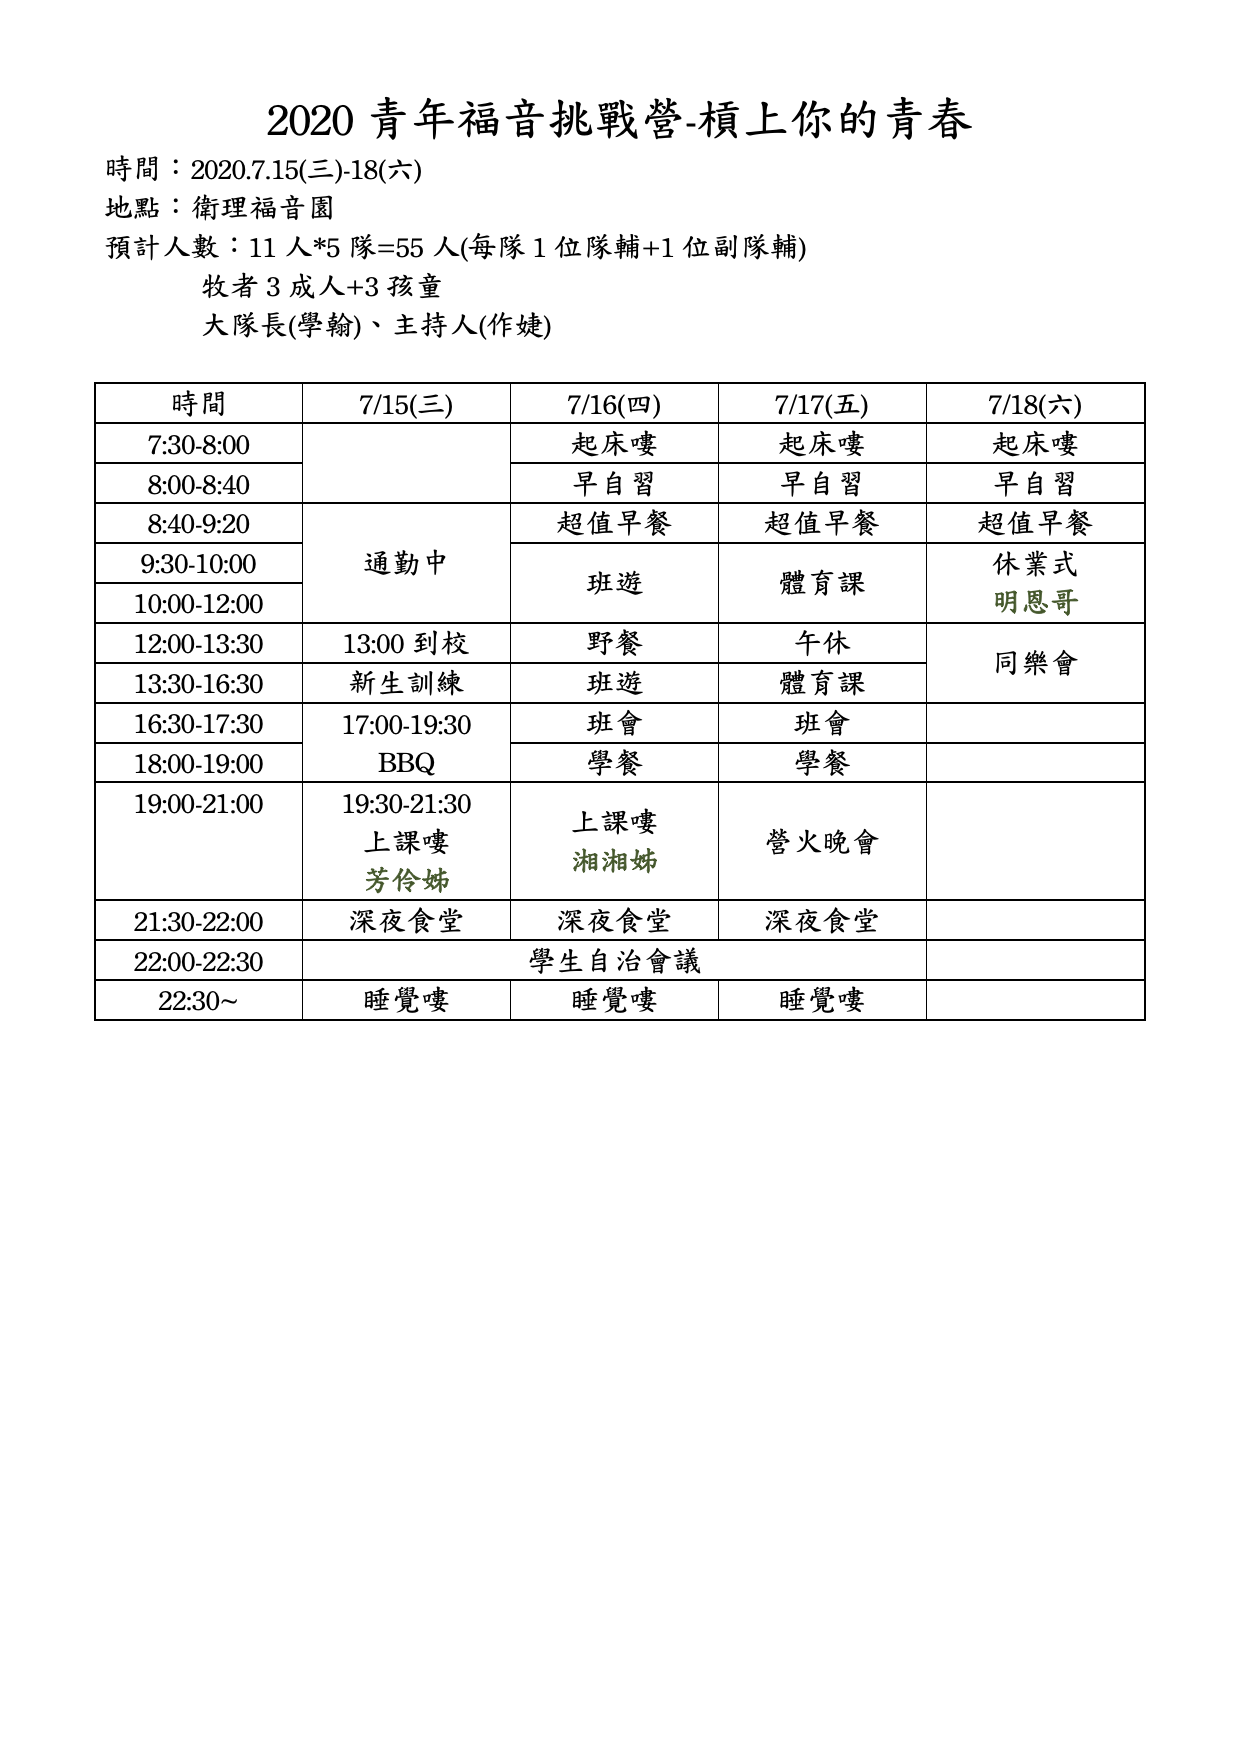 2020 青年福音挑戰營-槓上你的青春
時間：2020.7.15(三)-18(六)
地點：衛理福音園
預計人數：11 人*5 隊=55 人(每隊 1 位隊輔+1 位副隊輔)
牧者 3 成人+3 孩童
大隊長(學翰)、主持人(作婕)
時間 7/15(三) 7/16(四) 7/17(五) 7/18(六)
7:30-8:00 起床嘍 起床嘍 起床嘍
8:00-8:40 早自習 早自習 早自習
8:40-9:20 通勤中 超值早餐 超值早餐 超值早餐
9:30-10:00 班遊 體育課 休業式
10:00-12:00 明恩哥
12:00-13:30 13:00 到校 野餐 午休 同樂會
13:30-16:30 新生訓練 班遊 體育課
16:30-17:30 17:00-19:30 班會 班會
18:00-19:00 BBQ 學餐 學餐
19:00-21:00 19:30-21:30 上課嘍 營火晚會
上課嘍 湘湘姊
芳伶姊
21:30-22:00 深夜食堂 深夜食堂 深夜食堂
22:00-22:30 學生自治會議
22:30~ 睡覺嘍 睡覺嘍 睡覺嘍